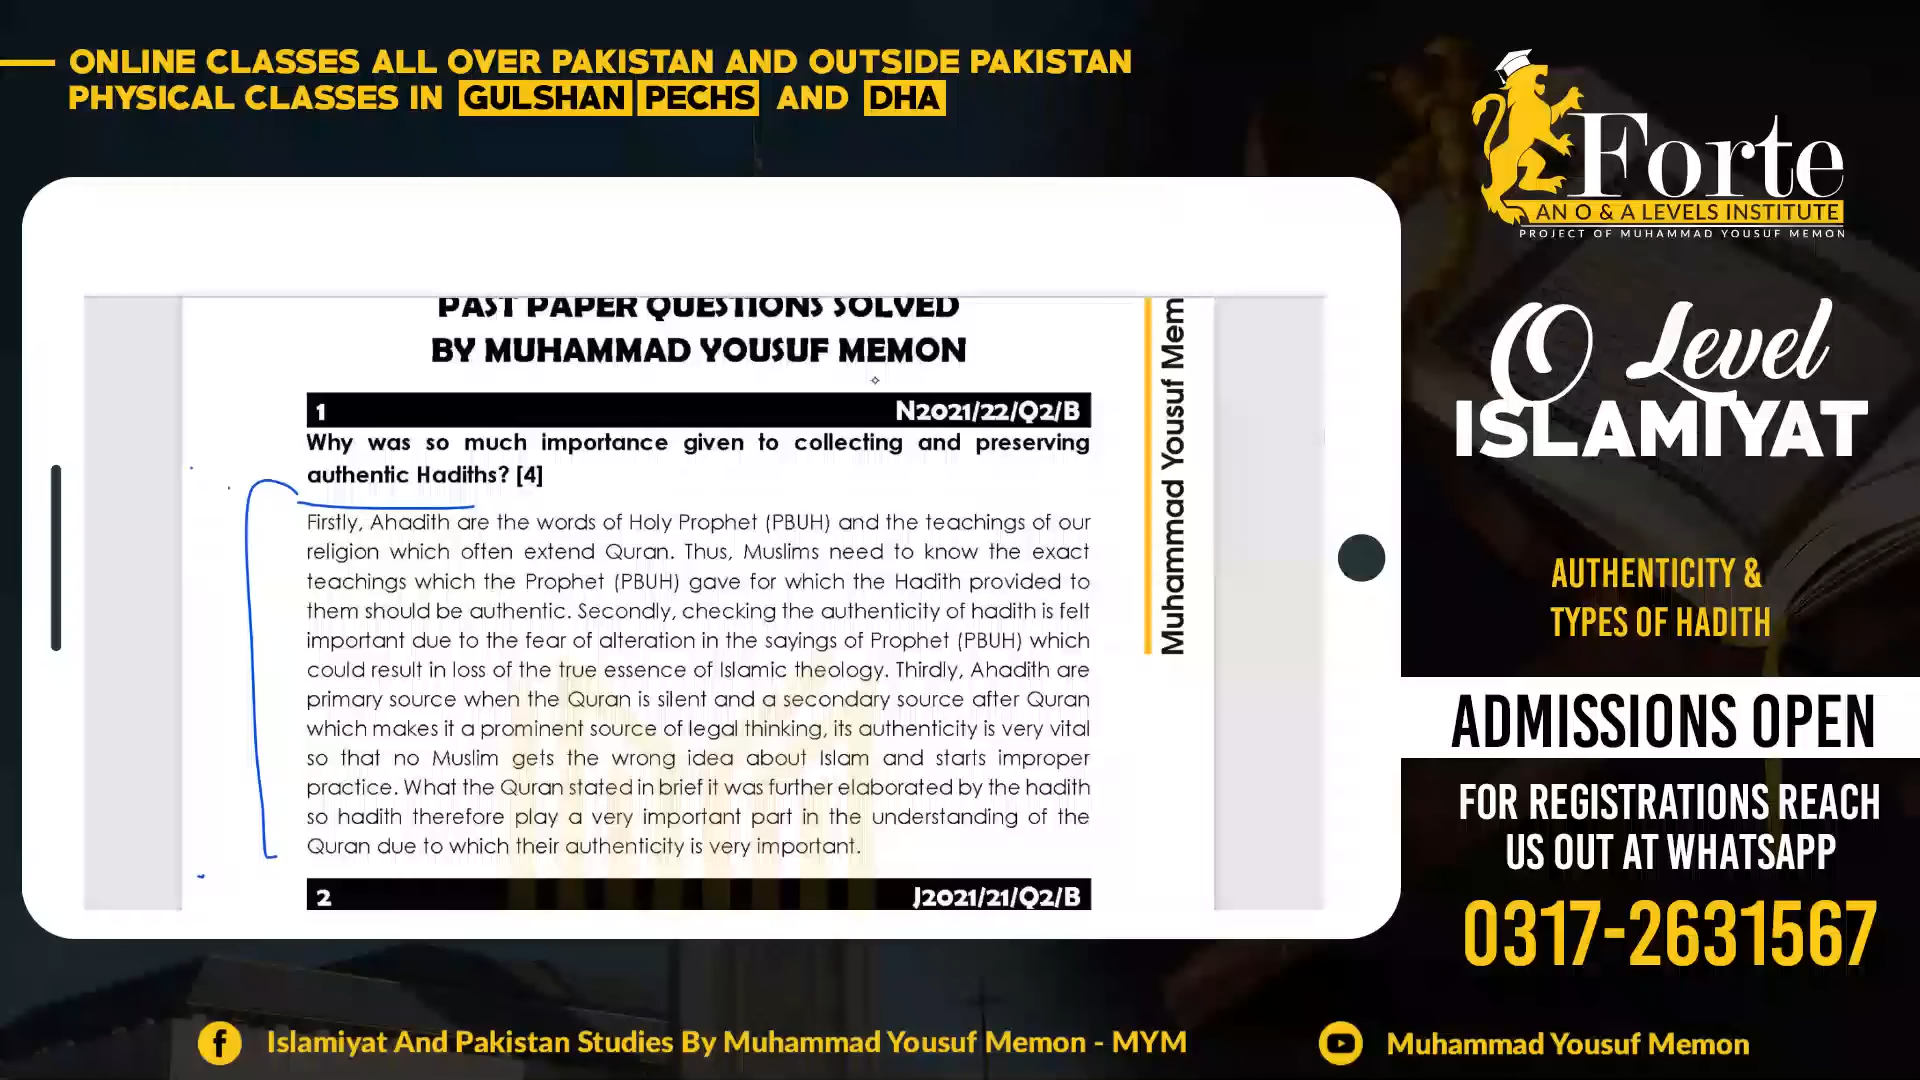 ONLINE CLASSES ALL OVER PAKISTAN AND OUTSIDE PAKISTAN
PHYSICAL CLASSES IN GULSHAN PECHS AND DHA
Forte
AN O & A LEVELS INSTITUTE
PROJECT OF MUHAMMAD YOUSUF MEMON
PAST PAPER QUESTIONS SOLVED
BY MUHAMMAD YOUSUF MEMON
Muhammad Yousuf Mem
1 N2021/22/Q2/B
Why was so much importance given to collecting and preserving
authentic Hadiths? [4]
Firstly, Ahadith are the words of Holy Prophet (PBUH) and the teachings of our
religion which often extend Quran. Thus, Muslims need to know the exact
teachings which the Prophet (PBUH) gave for which the Hadith provided to
them should be authentic. Secondly, checking the authenticity of hadith is felt
important due to the fear of alteration in the sayings of Prophet (PBUH) which
could result in loss of the true essence of Islamic theology. Thirdly, Ahadith are
primary source when the Quran is silent and a secondary source after Quran
which makes it a prominent source of legal thinking, its authenticity is very vital
so that no Muslim gets the wrong idea about Islam and starts improper
practice. What the Quran stated in brief it was further elaborated by the hadith
so hadith therefore play a very important part in the understanding of the
Quran due to which their authenticity is very important.
2 J2021/21/Q2/B
O Level
ISLAMIYAT
AUTHENTICITY &
TYPES OF HADITH
ADMISSIONS OPEN
FOR REGISTRATIONS REACH
US OUT AT WHATSAPP
0317-2631567
Islamiyat And Pakistan Studies By Muhammad Yousuf Memon - MYM
Muhammad Yousuf Memon